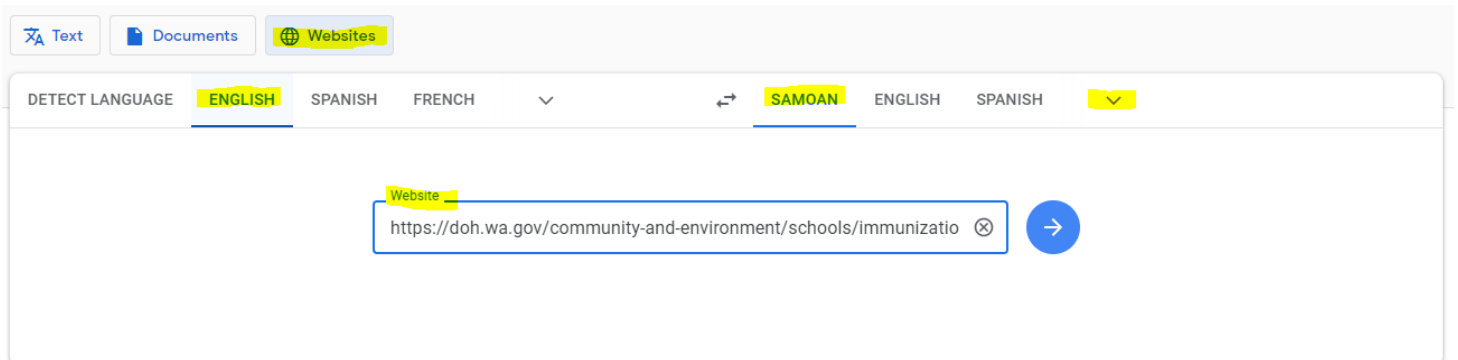 Text Documents Websites
DETECT LANGUAGE ENGLISH SPANISH FRENCH SAMOAN ENGLISH SPANISH
Website
https://doh.wa.gov/community-and-environment/schools/immunizatio